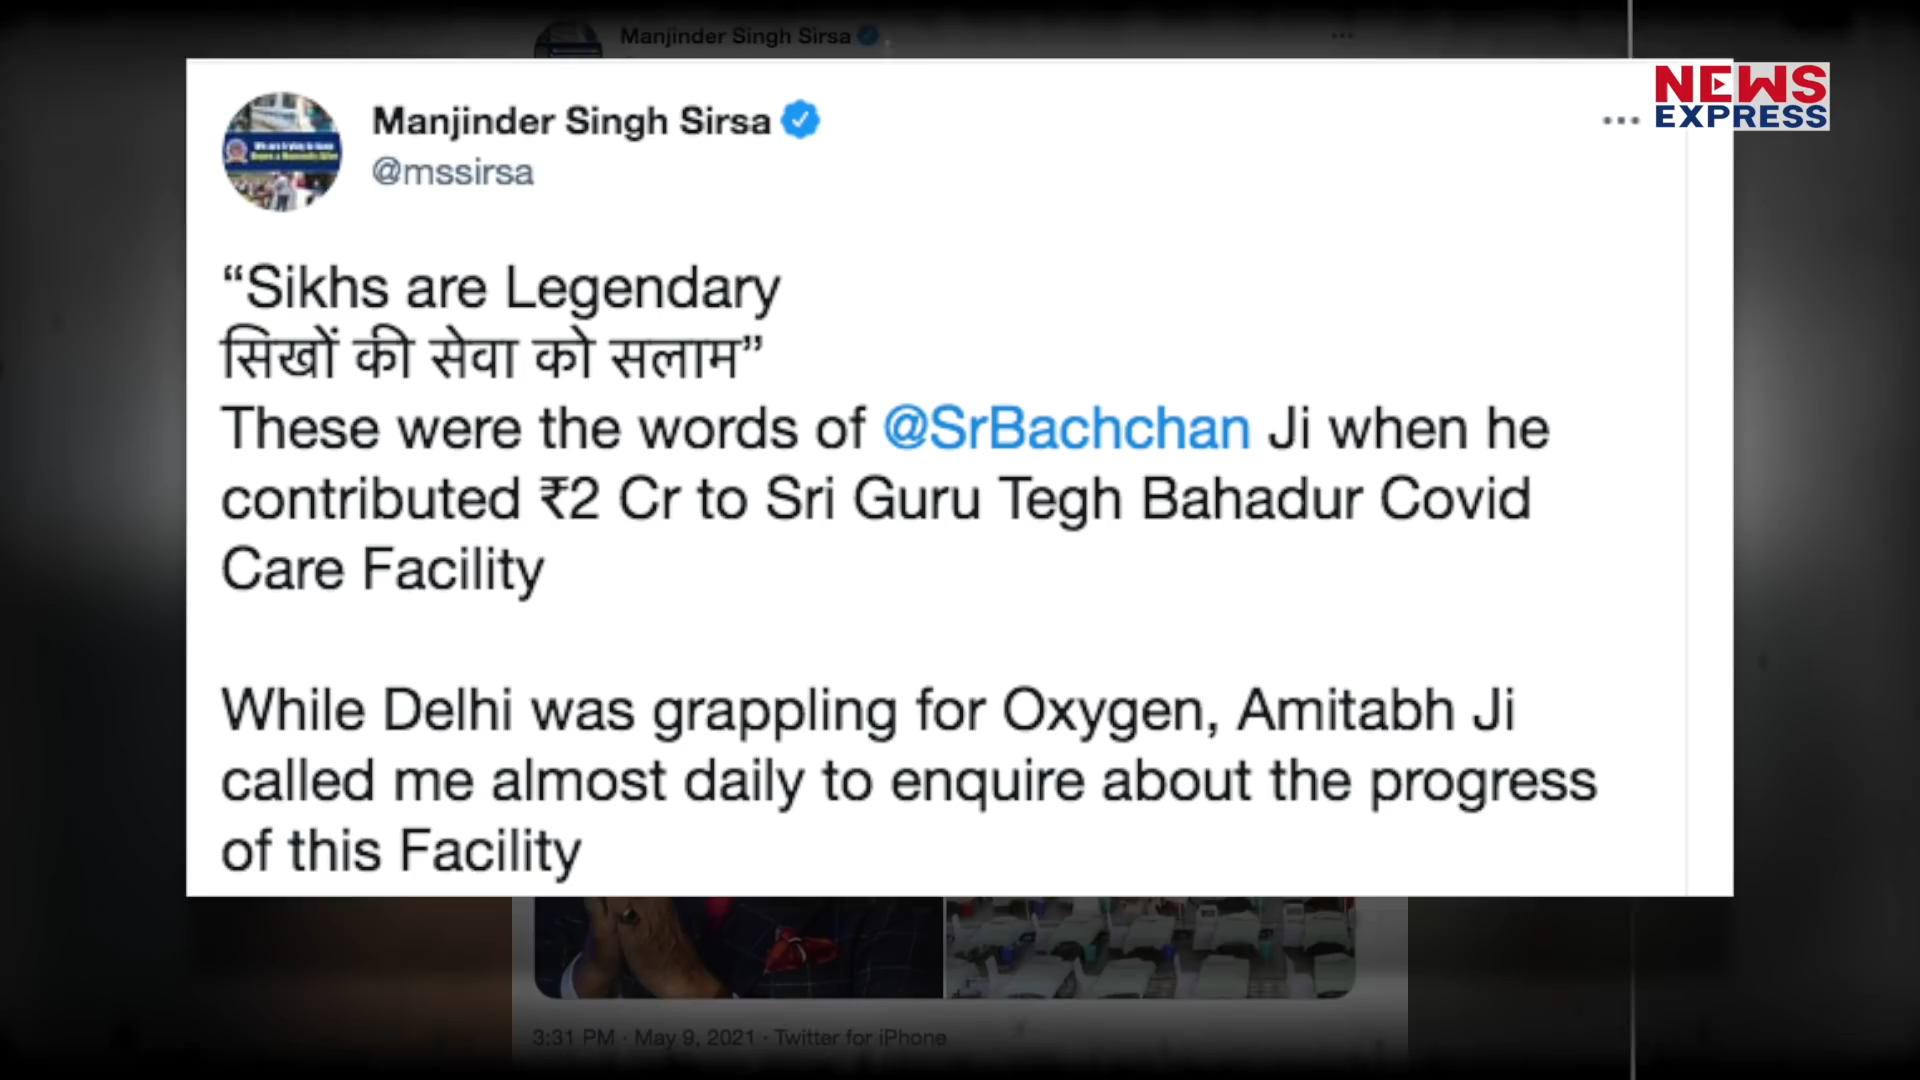 Manjinder Singh Sirsa
NEWS
EXPRESS
Manjinder Singh Sirsa
@mssirsa
“Sikhs are Legendary
सिखों की सेवा को सलाम”
These were the words of @SrBachchan Ji when he
contributed ₹2 Cr to Sri Guru Tegh Bahadur Covid
Care Facility
While Delhi was grappling for Oxygen, Amitabh Ji
called me almost daily to enquire about the progress
of this Facility
3:31 PM · May 9, 2021 · Twitter for iPhone